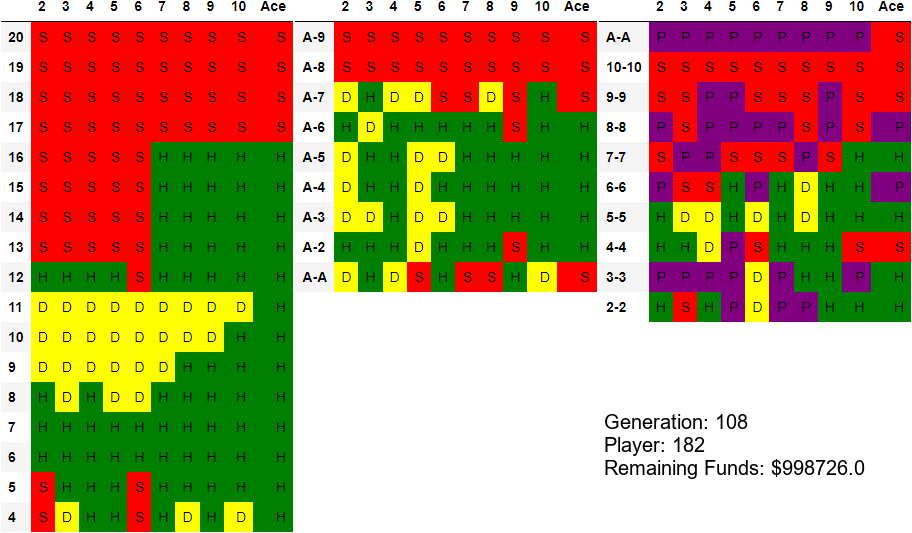 2 3 4 5 6 7 8 9 10 Ace
20 S S S S S S S S S S
19 S S S S S S S S S S
18 S S S S S S S S S S
17 S S S S S S S S S S
16 S S S S S H H H H H
15 S S S S S H H H H H
14 S S S S S H H H H H
13 S S S S S H H H H H
12 H H H H S H H H H H
11 D D D D D D D D D H
10 D D D D D D D D H H
9 D D D D D D H H H H
8 H D H D D H H H H H
7 H H H H H H H H H H
6 H H H H H H H H H H
5 S H H H S H H H H H
4 S D H H S H D H D H
2 3 4 5 6 7 8 9 10 Ace
A-9 S S S S S S S S S S
A-8 S S S S S S S S S S
A-7 D H D D S S D S H S
A-6 H D H H H H H S H H
A-5 D H H D D H H H H H
A-4 D H H D H H H H H H
A-3 D D H D D H H H H H
A-2 H H H D H H H S H H
A-A D H D S H S S H D S
2 3 4 5 6 7 8 9 10 Ace
A-A P P P P P P P P P S
10-10 S S S S S S S S S S
9-9 S S P P S S S P S S
8-8 P S P P P P S P S P
7-7 S P P S S S P S H H
6-6 P S S H P H D H H P
5-5 H D D H D H D H H H
4-4 H H D P S H H H S S
3-3 P P P P D P H H P H
2-2 H S H P D P P H H H
Generation: 108
Player: 182
Remaining Funds: $998726.0